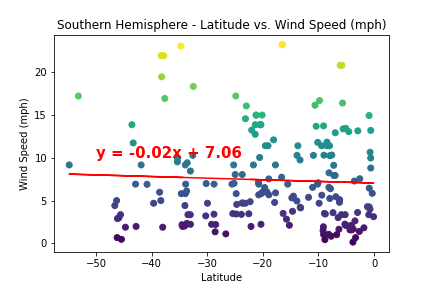 Southern Hemisphere - Latitude vs. Wind Speed (mph)
Wind Speed (mph)
20
15
10
5
0
y = -0.02x + 7.06
−50
−40
−30
−20
−10
0
Latitude